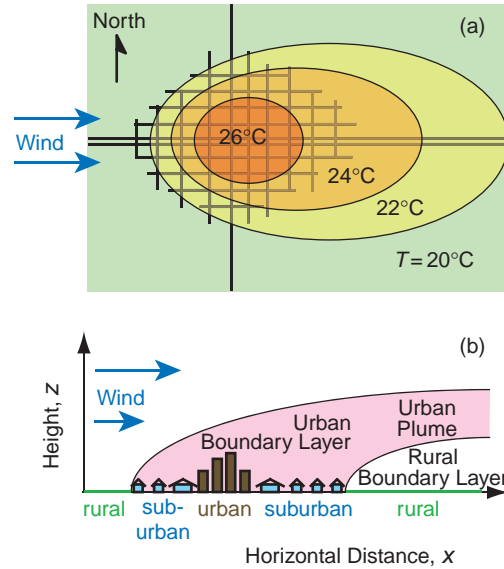 North
(a)
Wind
26°C
24°C
22°C
T = 20°C
(b)
Height, z
Wind
Urban
Boundary Layer
Urban
Plume
Rural
Boundary Layer
rural
sub-
urban
urban
suburban
rural
Horizontal Distance, x